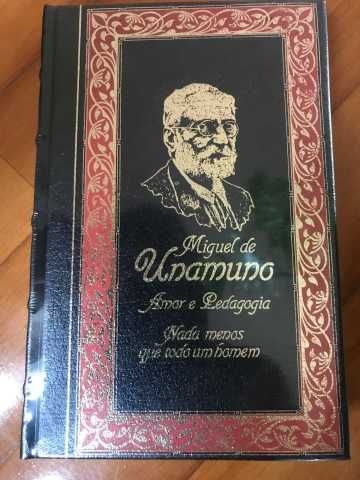 Miguel de
Unamuno
Amor e Pedagogia
Nada menos
que todo um homem